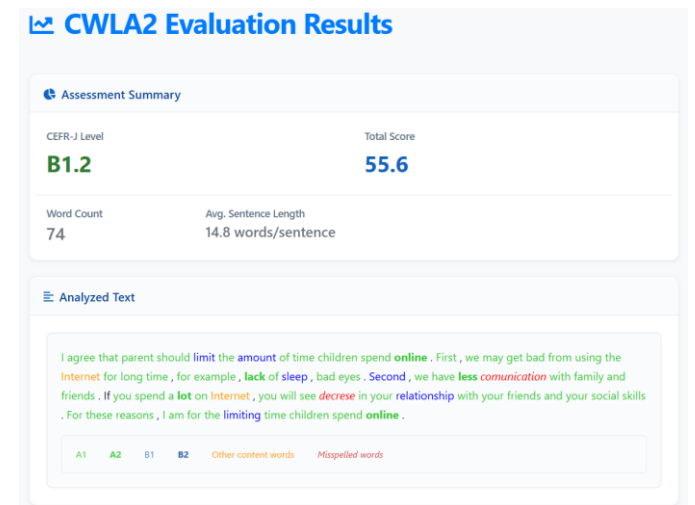 CWLA2 Evaluation Results
Assessment Summary
CEFR-J Level Total Score
B1.2 55.6
Word Count Avg. Sentence Length
74 14.8 words/sentence
Analyzed Text
I agree that parent should limit the amount of time children spend online . First , we may get bad from using the
Internet for long time , for example , lack of sleep , bad eyes . Second , we have less comunication with family and
friends . If you spend a lot on Internet , you will see decrese in your relationship with your friends and your social skills
. For these reasons , I am for the limiting time children spend online .
A1 A2 B1 B2 Other content words Misspelled words